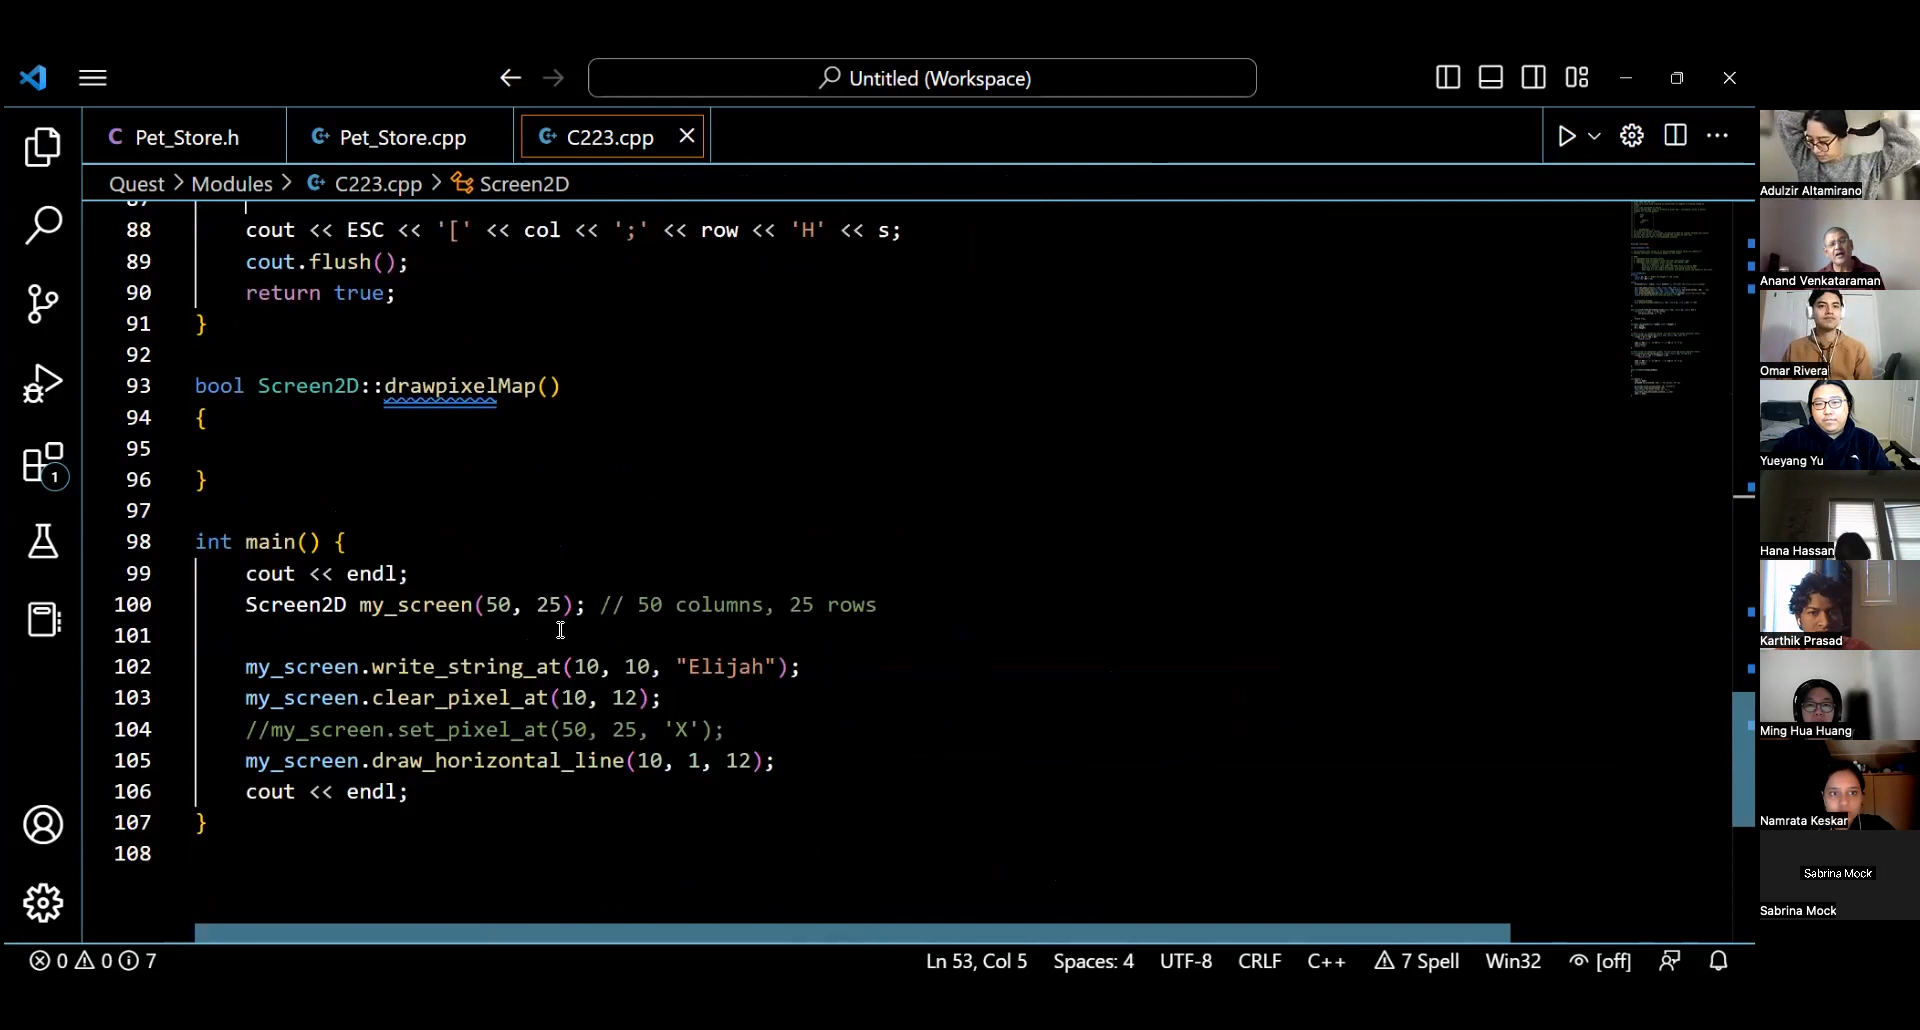 Untitled (Workspace)
Pet_Store.h
Pet_Store.cpp
C223.cpp
Quest > Modules > C223.cpp > Screen2D
88 cout << ESC << '[' << col << ';' << row << 'H' << s;
89 cout.flush();
90 return true;
91 }
92
93 bool Screen2D::drawpixelMap()
94 {
95
96 }
97
98 int main() {
99 cout << endl;
100 Screen2D my_screen(50, 25); // 50 columns, 25 rows
101
102 my_screen.write_string_at(10, 10, "Elijah");
103 my_screen.clear_pixel_at(10, 12);
104 //my_screen.set_pixel_at(50, 25, 'X');
105 my_screen.draw_horizontal_line(10, 1, 12);
106 cout << endl;
107 }
108
1
0 0 7
Ln 53, Col 5
Spaces: 4
UTF-8
CRLF
C++
7 Spell
Win32
[off]
Adulzir Altamirano
Anand Venkataraman
Omar Rivera
Yueyang Yu
Hana Hassan
Karthik Prasad
Ming Hua Huang
Namrata Keskar
Sabrina Mock
Sabrina Mock